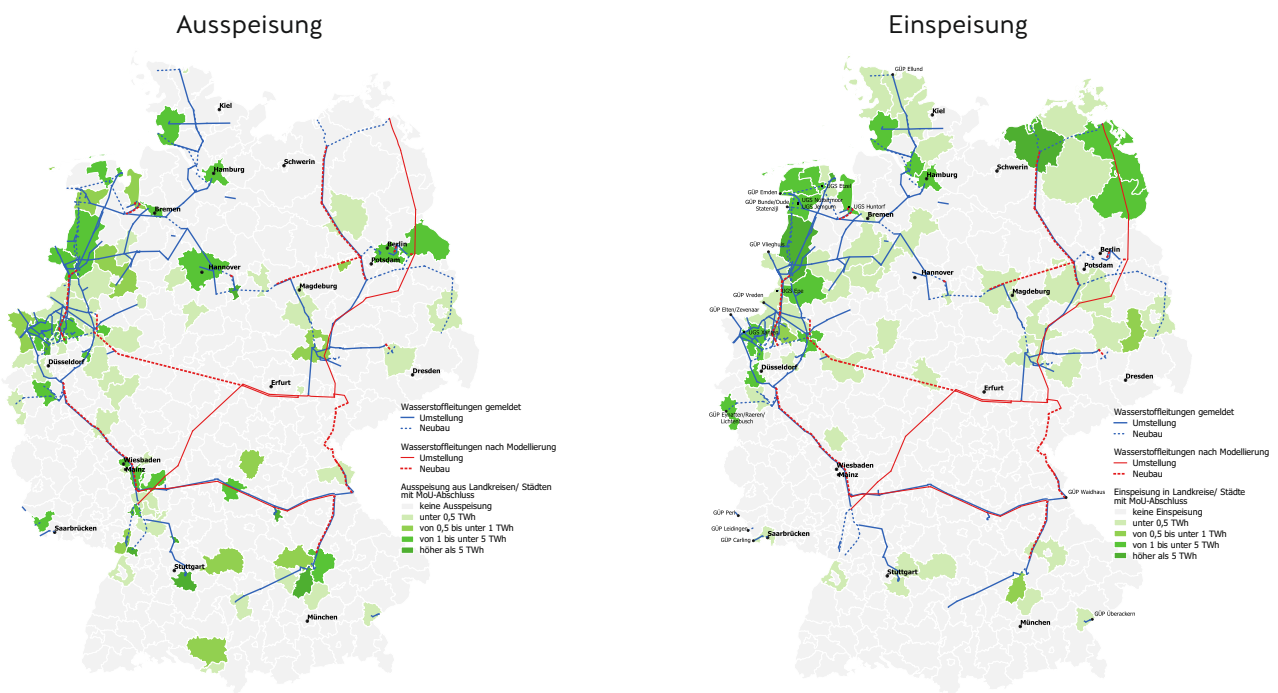 Ausspeisung
Kiel
Schwerin
Hamburg
Bremen
Berlin
Potsdam
Hannover
Magdeburg
Düsseldorf
Erfurt
Dresden
Wiesbaden
Mainz
Saarbrücken
Stuttgart
München
Wasserstoffleitungen gemeldet
Umstellung
Neubau
Wasserstoffleitungen nach Modellierung
Umstellung
Neubau
Ausspeisung aus Landkreisen/ Städten
mit MoU-Abschluss
keine Ausspeisung
unter 0,5 TWh
von 0,5 bis unter 1 TWh
von 1 bis unter 5 TWh
höher als 5 TWh
Einspeisung
GÜP Ellund
Kiel
Schwerin
Hamburg
UGS Etzel
GÜP Emden
UGS Nüttermoor
GÜP Bunde/Oude
UGS Jemgum
UGS Huntorf
Statenzijl
Bremen
GÜP Vlieghuis
Berlin
Potsdam
Hannover
UGS Epe
Magdeburg
GÜP Vreden
GÜP Elten/Zevenaar
Düsseldorf
Erfurt
Dresden
GÜP Eynatten/Raeren/
Lichtenbusch
Wiesbaden
Mainz
GÜP Waidhaus
GÜP Perl
GÜP Leidingen
Saarbrücken
GÜP Carling
Stuttgart
GÜP Überackern
München
Wasserstoffleitungen gemeldet
Umstellung
Neubau
Wasserstoffleitungen nach Modellierung
Umstellung
Neubau
Einspeisung in Landkreise/ Städte
mit MoU-Abschluss
keine Einspeisung
unter 0,5 TWh
von 0,5 bis unter 1 TWh
von 1 bis unter 5 TWh
höher als 5 TWh